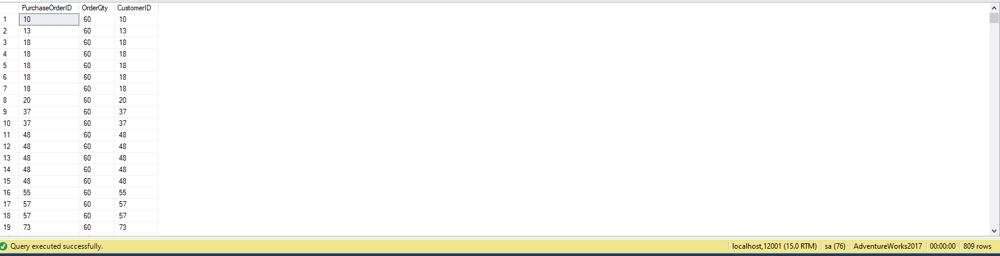 PurchaseOrderID OrderQty CustomerID
1 10 60 10
2 13 60 13
3 18 60 18
4 18 60 18
5 18 60 18
6 18 60 18
7 18 60 18
8 20 60 20
9 37 60 37
10 37 60 37
11 48 60 48
12 48 60 48
13 48 60 48
14 48 60 48
15 48 60 48
16 55 60 55
17 57 60 57
18 57 60 57
19 73 60 73
Query executed successfully. localhost,12001 (15.0 RTM) sa (76) AdventureWorks2017 00:00:00 809 rows